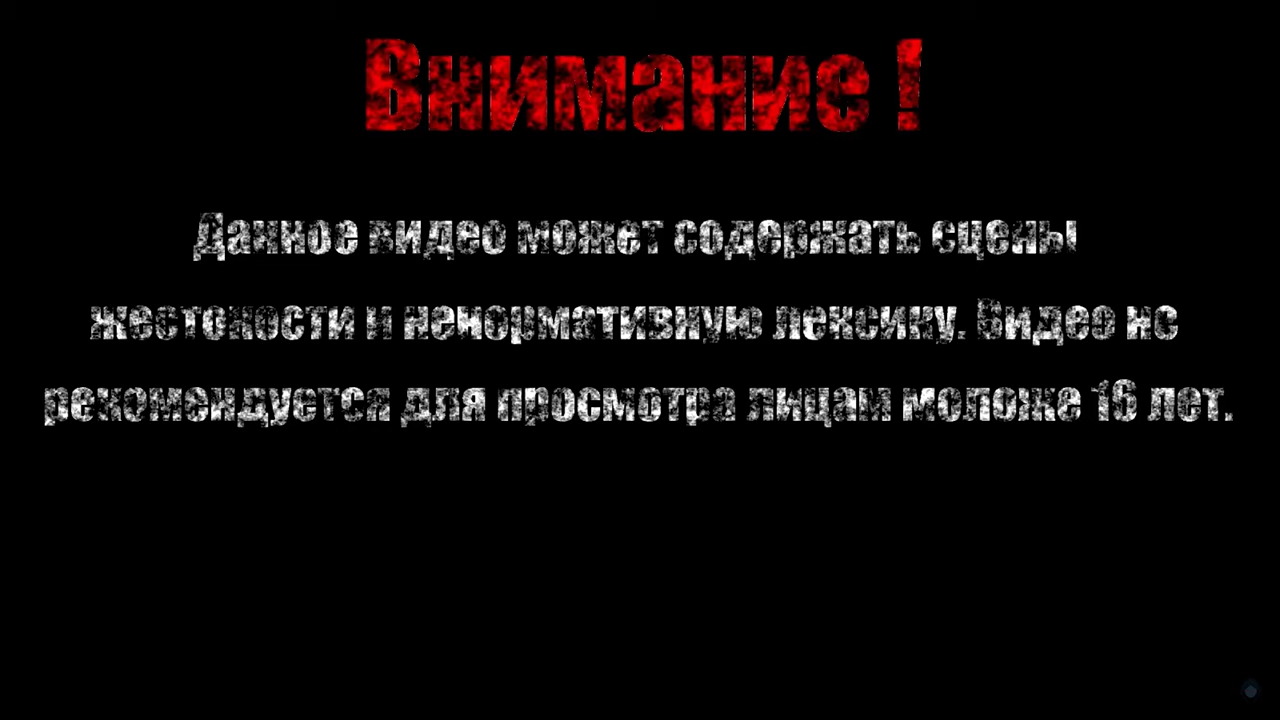 Внимание !
Данное видео может содержать сцены
жестокости и ненормативную лексику. Видео не
рекомендуется для просмотра лицам моложе 16 лет.